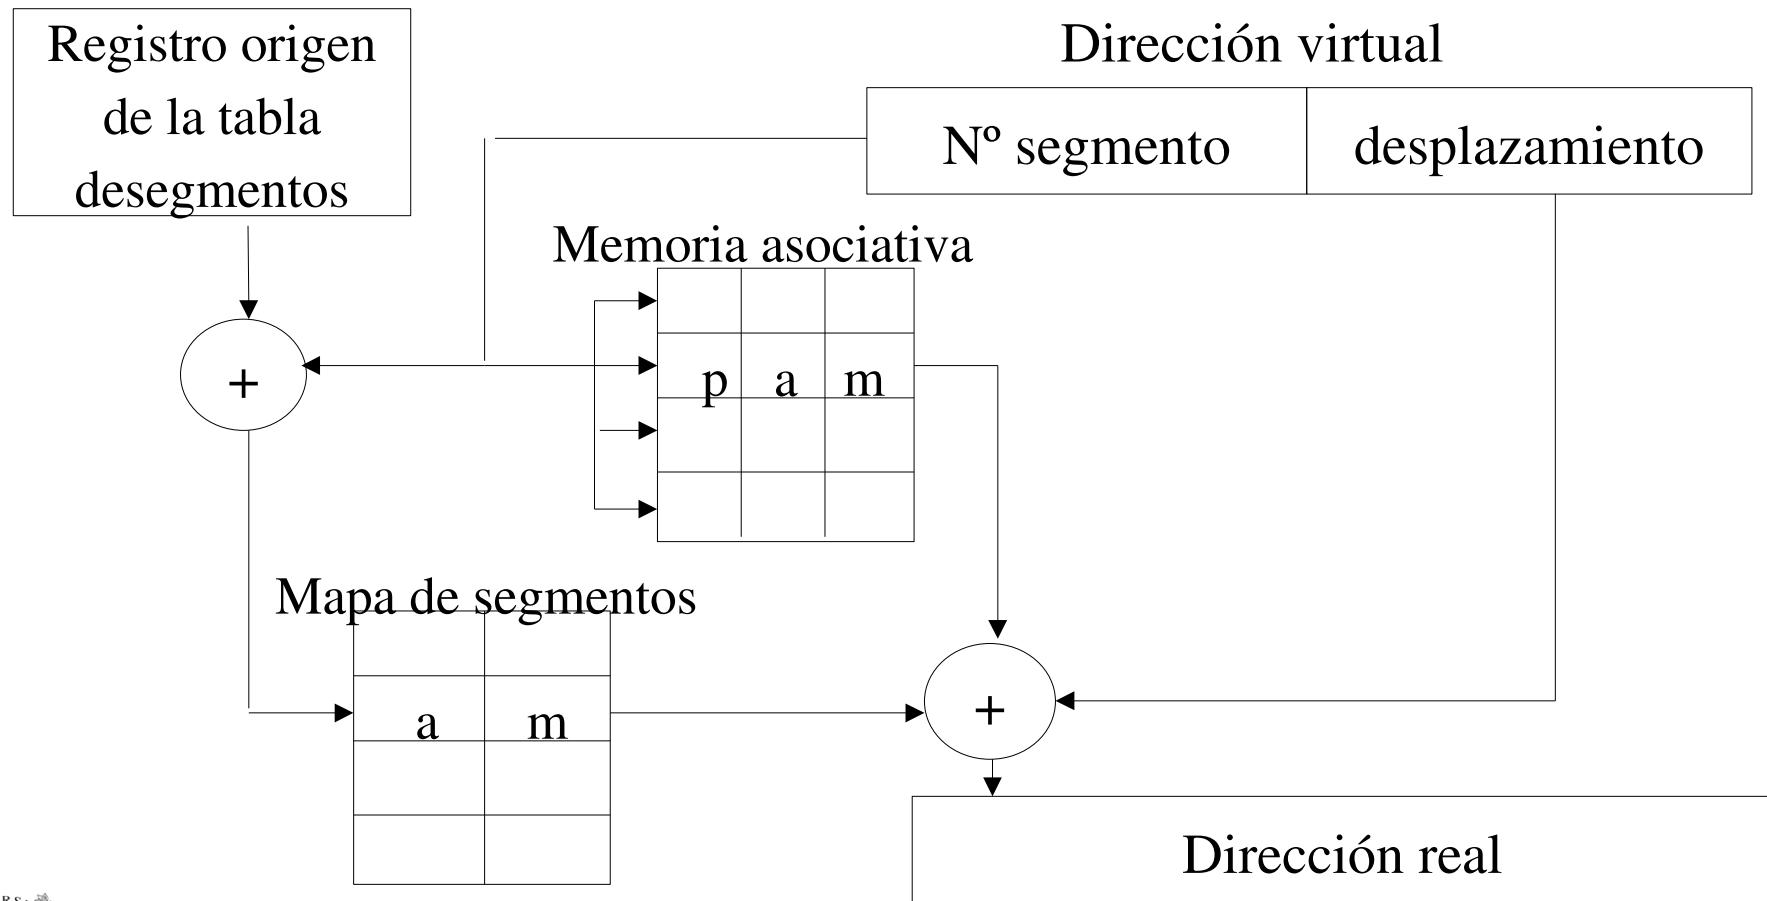 Registro origen
de la tabla
desegmentos
Dirección virtual
Nº segmento
desplazamiento
Memoria asociativa
+
p a m
Mapa de segmentos
a m
+
Dirección real